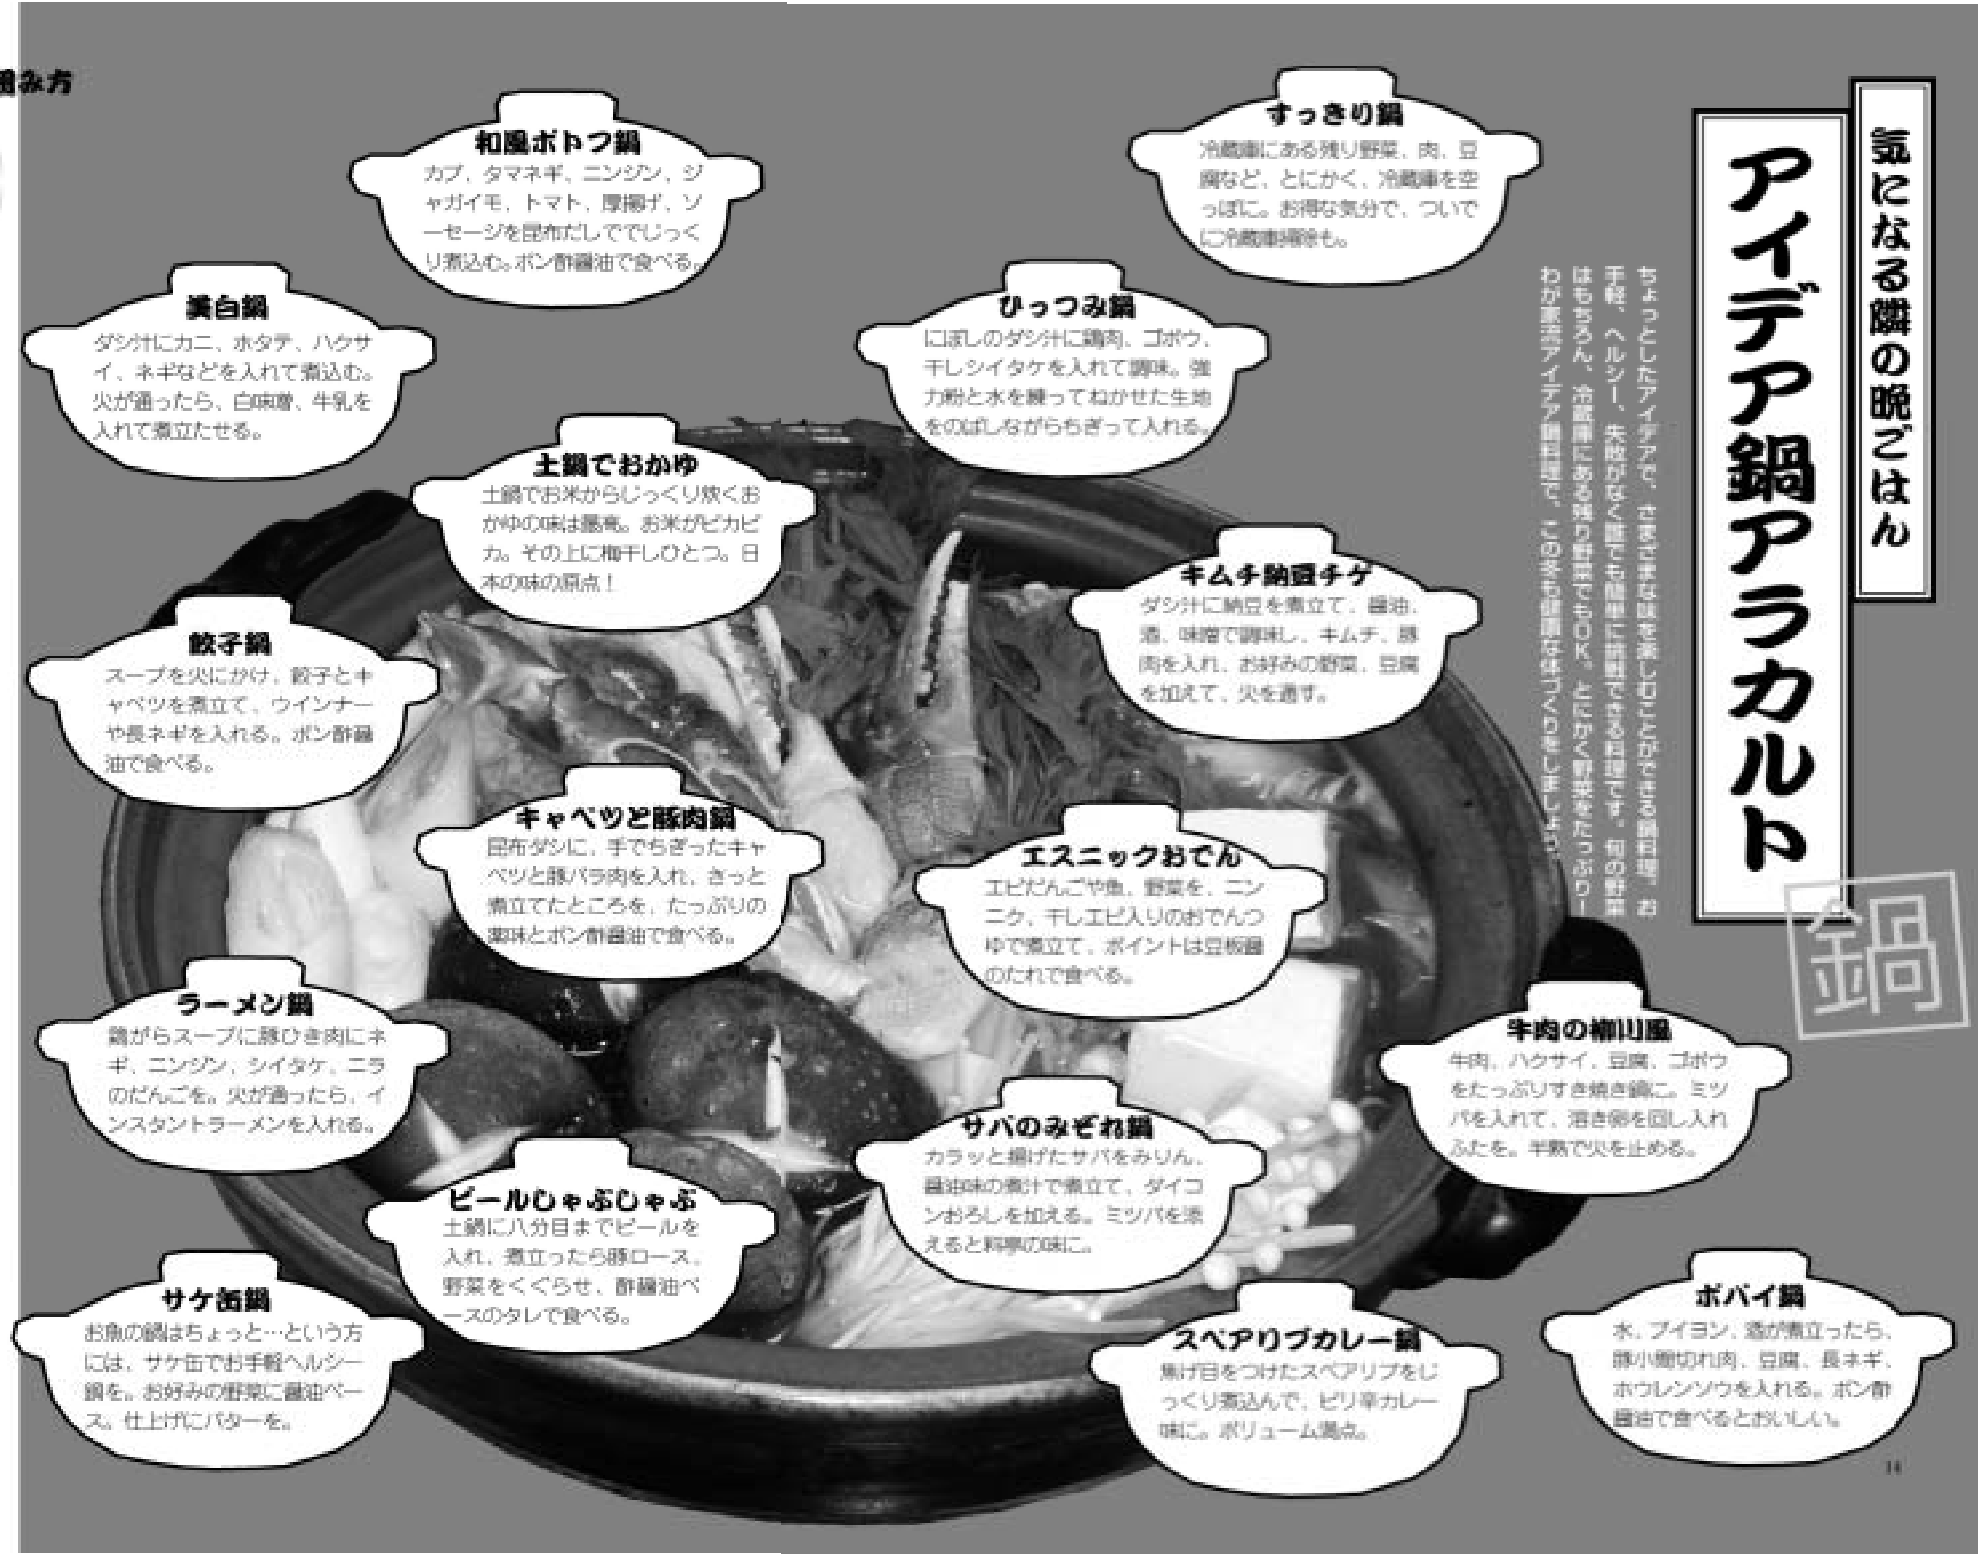 気になる隣の晩ごはん
アイデア鍋アラカルト
鍋
ちょっとしたアイデアで、さまざまな味を楽しむことができる鍋料理。お
手軽、ヘルシー、失敗がなく誰でも簡単に挑戦できる料理です。旬の野菜
はもちろん、冷蔵庫にある残り野菜でもOK。とにかく野菜をたっぷり！
わが家流アイデア鍋料理で、この冬も健康な体づくりをしましょう。
すっきり鍋
冷蔵庫にある残り野菜、肉、豆
腐など、とにかく、冷蔵庫を空
っぽに。お得な気分で、ついで
に冷蔵庫掃除も。
ひっつみ鍋
にぼしのダシ汁に鶏肉、ゴボウ、
干しシイタケを入れて調味。強
力粉と水を練ってねかせた生地
をのばしながらちぎって入れる。
キムチ納豆チゲ
ダシ汁に納豆を煮立て、醤油、
酒、味噌で調味し、キムチ、豚
肉を入れ、お好みの野菜、豆腐
を加えて、火を通す。
エスニックおでん
エビだんごや魚、野菜を、ニン
ニク、干しエビ入りのおでんつ
ゆで煮立て、ポイントは豆板醤
のたれで食べる。
牛肉の柳川風
牛肉、ハクサイ、豆腐、ゴボウ
をたっぷりすき焼き鍋に。ミツ
バを入れて、溶き卵を回し入れ
ふたを。半熟で火を止める。
サバのみぞれ鍋
カラッと揚げたサバをみりん、
醤油味の煮汁で煮立て、ダイコ
ンおろしを加える。ミツバを添
えると料亭の味に。
スペアリブカレー鍋
焦げ目をつけたスペアリブをじ
っくり煮込んで、ピリ辛カレー
味に。ボリューム満点。
ポパイ鍋
水、ブイヨン、酒が煮立ったら、
豚小間切れ肉、豆腐、長ネギ、
ホウレンソウを入れる。ポン酢
醤油で食べるとおいしい。
14
和風ポトフ鍋
カブ、タマネギ、ニンジン、ジ
ャガイモ、トマト、厚揚げ、ソ
ーセージを昆布だしででじっく
り煮込む。ポン酢醤油で食べる。
美白鍋
ダシ汁にカニ、ホタテ、ハクサ
イ、ネギなどを入れて煮込む。
火が通ったら、白味噌、牛乳を
入れて煮立たせる。
土鍋でおかゆ
土鍋でお米からじっくり炊くお
かゆの味は最高。お米がピカピ
カ。その上に梅干しひとつ。日
本の味の原点！
餃子鍋
スープを火にかけ、餃子とキ
ャベツを煮立て、ウインナー
や長ネギを入れる。ポン酢醤
油で食べる。
キャベツと豚肉鍋
昆布ダシに、手でちぎったキャ
ベツと豚バラ肉を入れ、さっと
煮立てたところを、たっぷりの
薬味とポン酢醤油で食べる。
ラーメン鍋
鶏がらスープに豚ひき肉にネ
ギ、ニンジン、シイタケ、ニラ
のだんごを。火が通ったら、イ
ンスタントラーメンを入れる。
ビールしゃぶしゃぶ
土鍋に八分目までビールを
入れ、煮立ったら豚ロース、
野菜をくぐらせ、酢醤油ベ
ースのタレで食べる。
サケ缶鍋
お魚の鍋はちょっと…という方
には、サケ缶でお手軽ヘルシー
鍋を。お好みの野菜に醤油ベー
ス。仕上げにバターを。
み方